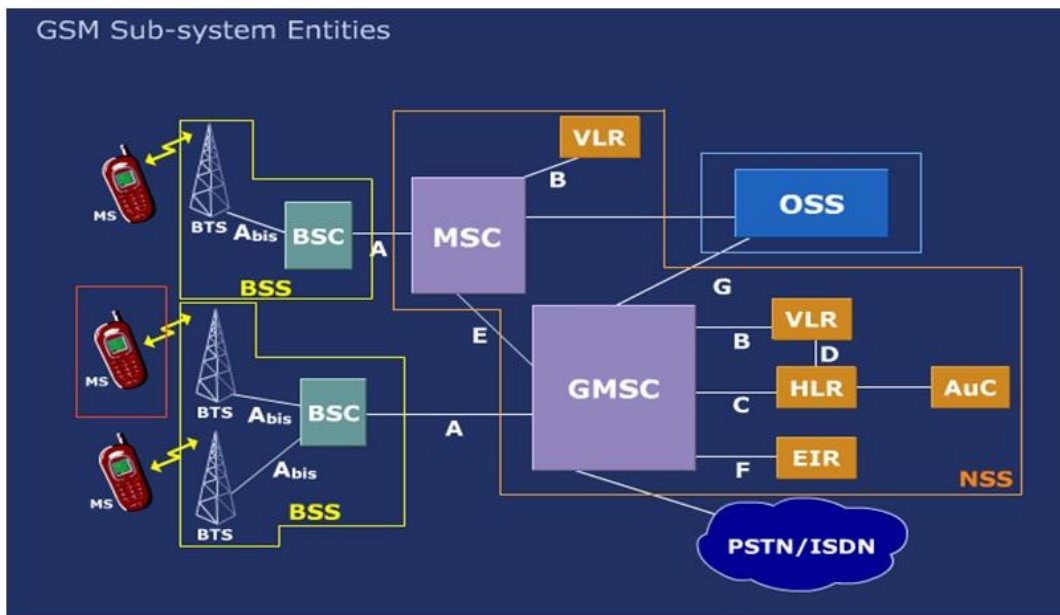 GSM Sub-system Entities
VLR
B
MS
BTS
Abis
BSC
A
MSC
OSS
BSS
G
E
MS
BTS
Abis
BSC
A
GMSC
B
VLR
D
C
HLR
AuC
F
EIR
NSS
MS
BTS
Abis
BSS
PSTN/ISDN